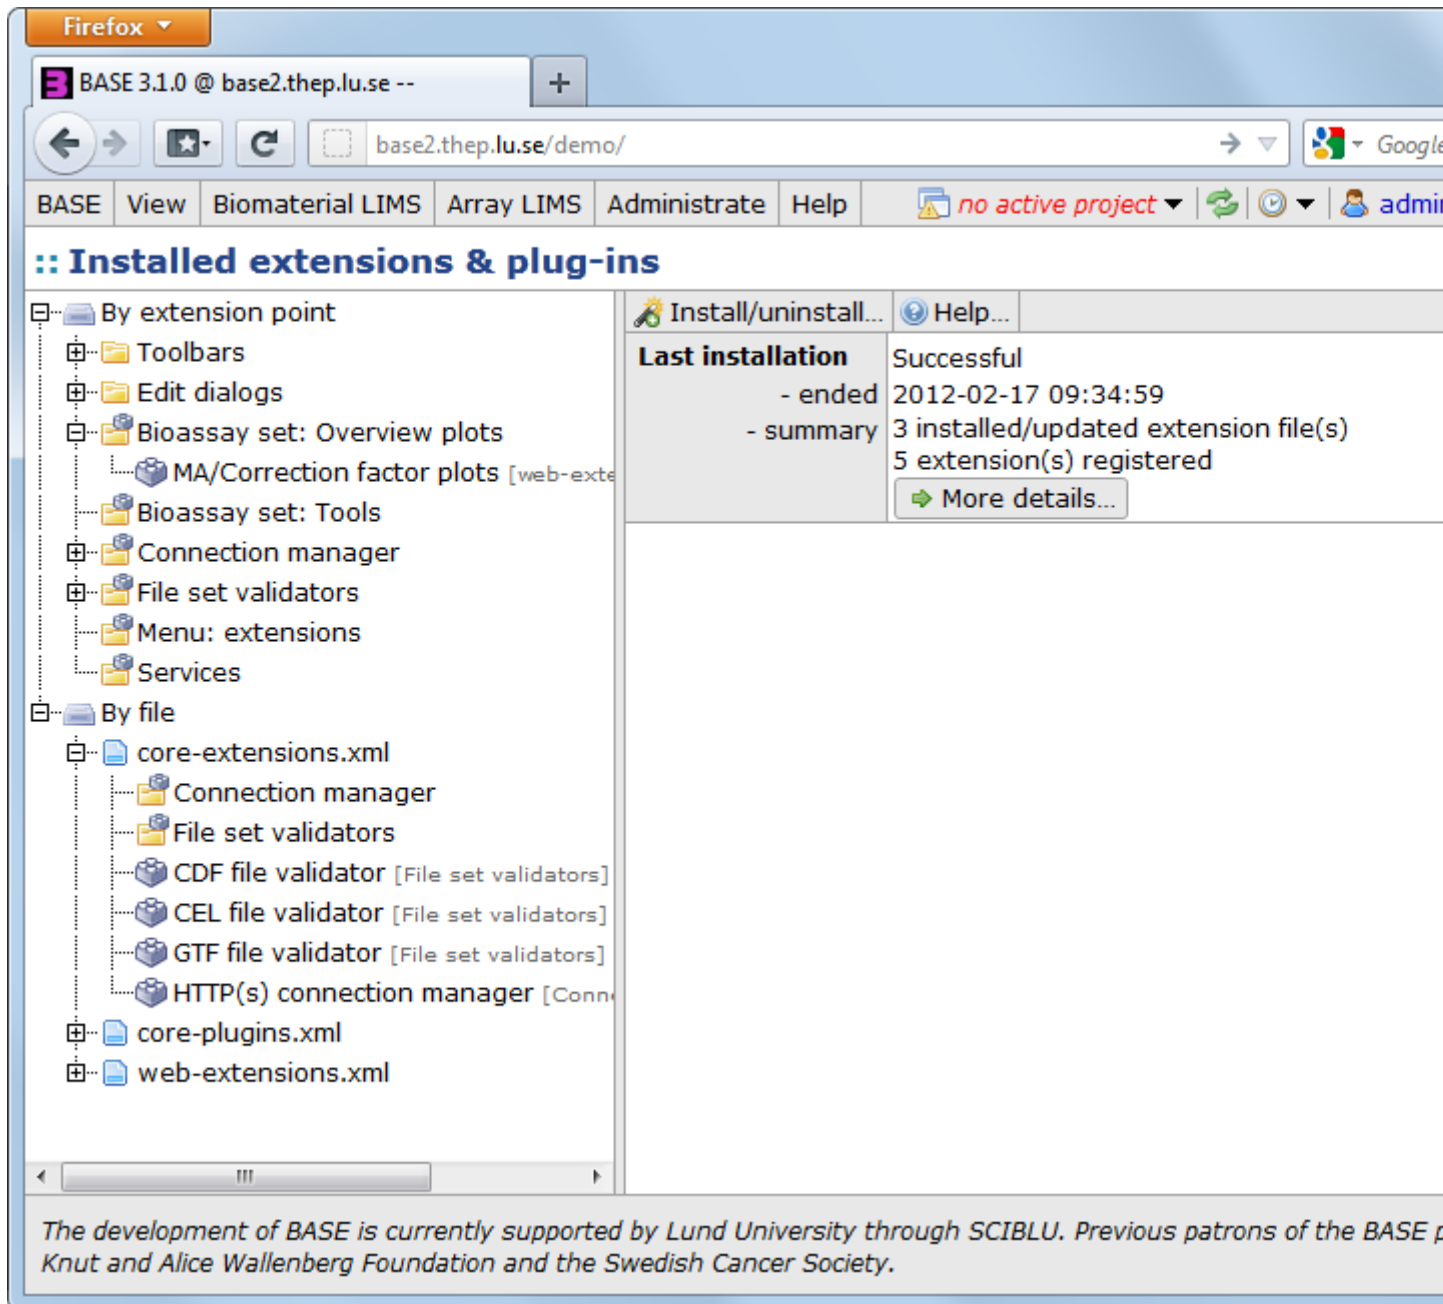 Firefox
BASE 3.1.0 @ base2.thep.lu.se --
base2.thep.lu.se/demo/
Google
BASE View Biomaterial LIMS Array LIMS Administrate Help no active project admin
:: Installed extensions & plug-ins
By extension point
Toolbars
Edit dialogs
Bioassay set: Overview plots
MA/Correction factor plots [web-exte
Bioassay set: Tools
Connection manager
File set validators
Menu: extensions
Services
By file
core-extensions.xml
Connection manager
File set validators
CDF file validator [File set validators]
CEL file validator [File set validators]
GTF file validator [File set validators]
HTTP(s) connection manager [Conn
core-plugins.xml
web-extensions.xml
Install/uninstall... Help...
Last installation Successful
- ended 2012-02-17 09:34:59
- summary 3 installed/updated extension file(s)
5 extension(s) registered
More details...
The development of BASE is currently supported by Lund University through SCIBLU. Previous patrons of the BASE p
Knut and Alice Wallenberg Foundation and the Swedish Cancer Society.